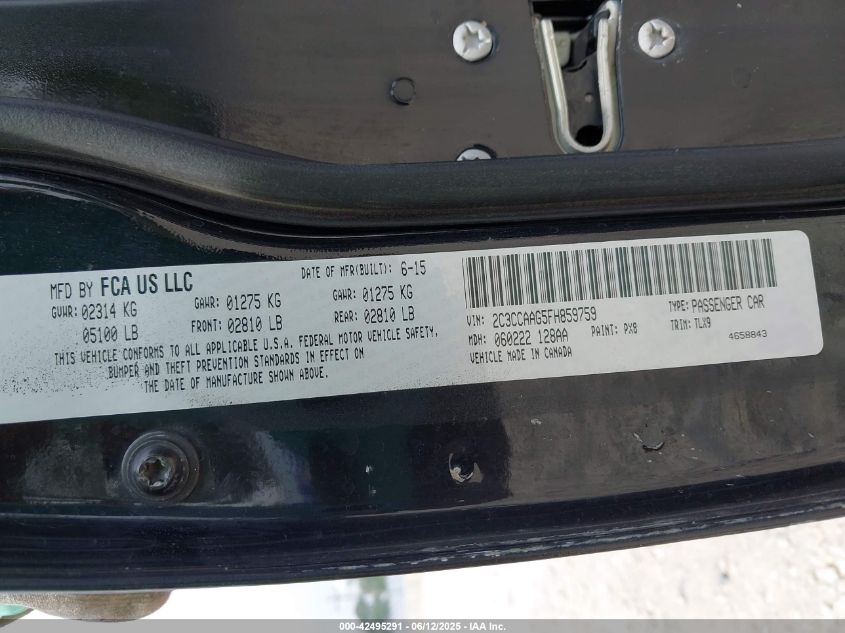 MFD BY FCA US LLC
DATE OF MFR(BUILT): 6-15
GVWR: 02314 KG
05100 LB
GAWR: 01275 KG
FRONT: 02810 LB
GAWR: 01275 KG
REAR: 02810 LB
THIS VEHICLE CONFORMS TO ALL APPLICABLE U.S.A. FEDERAL MOTOR VEHICLE SAFETY,
BUMPER AND THEFT PREVENTION STANDARDS IN EFFECT ON
THE DATE OF MANUFACTURE SHOWN ABOVE.
VIN: 2C3CCAAG5FH859759
TYPE: PASSENGER CAR
MDH: 060222 128AA
PAINT: PX8
TRIM: TLX9
VEHICLE MADE IN CANADA
4658843
000-42495291 - 06/12/2025 - IAA Inc.